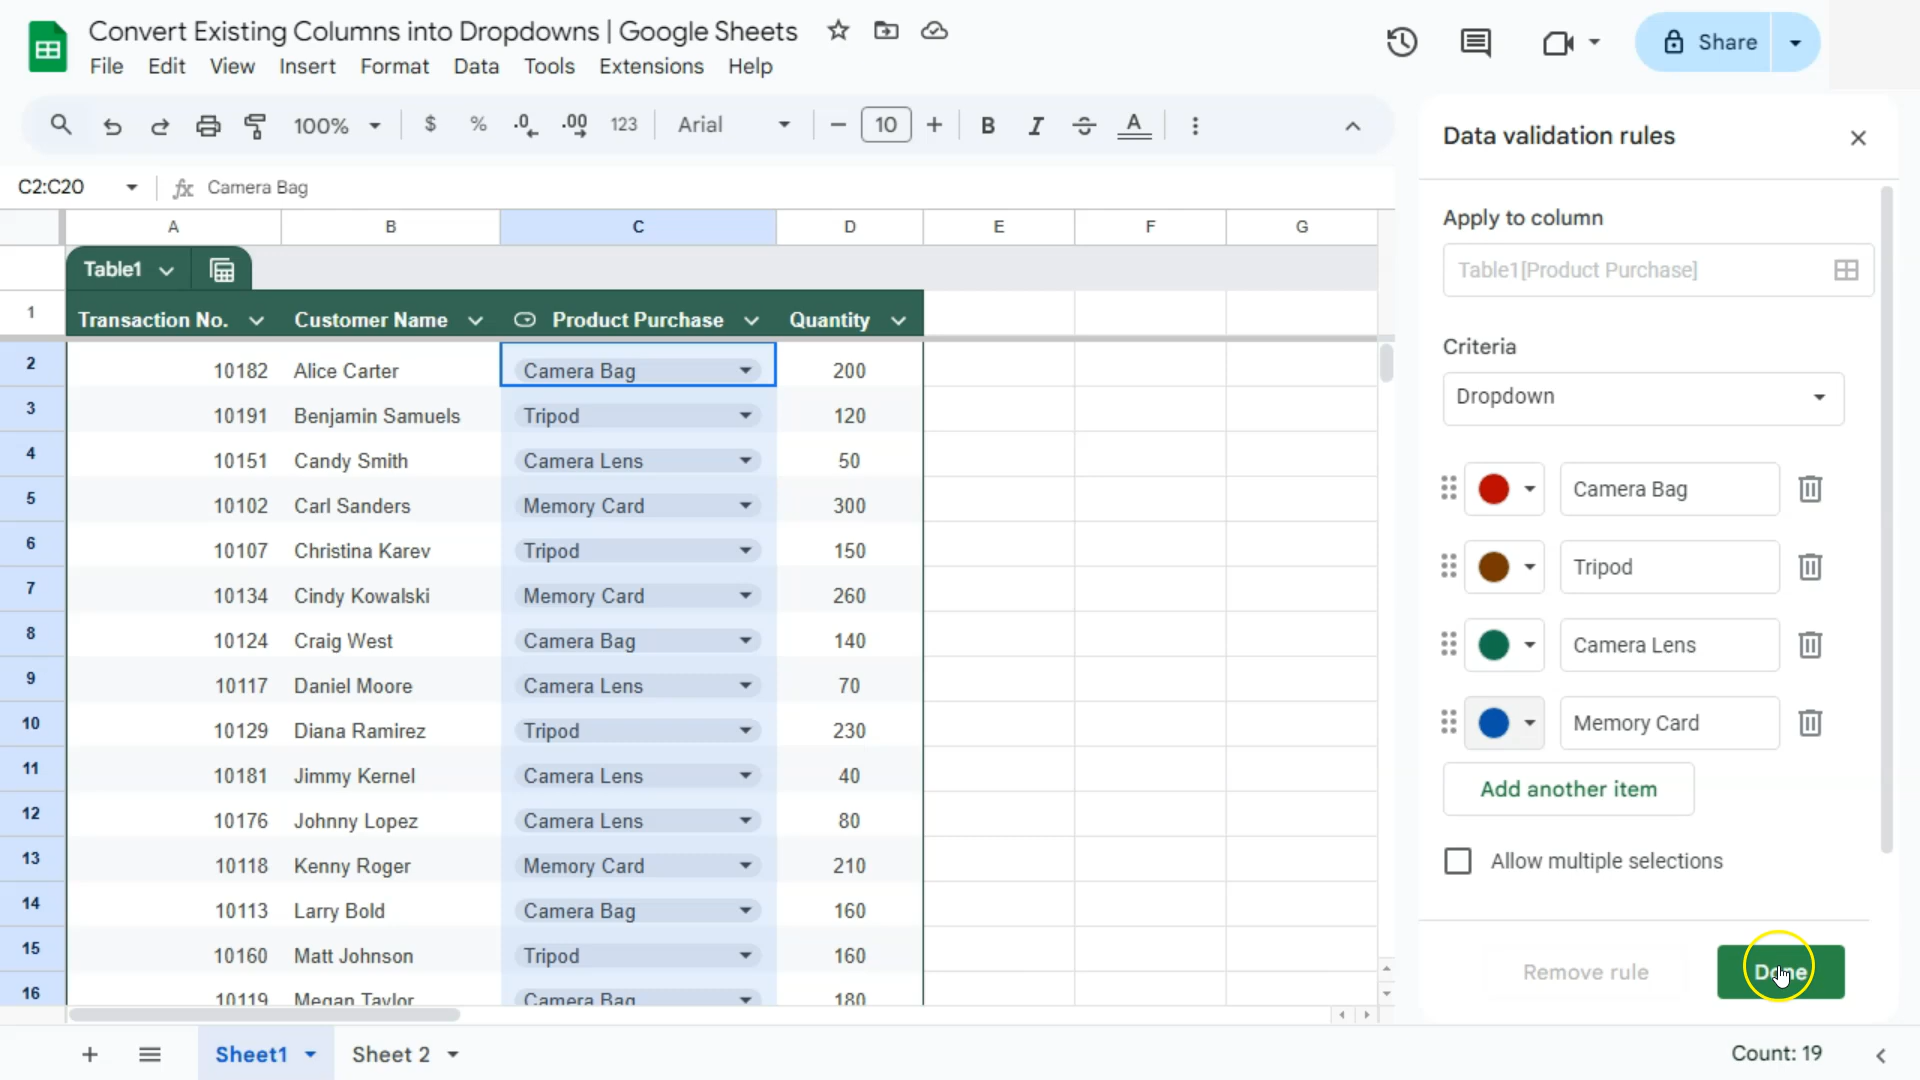 Convert Existing Columns into Dropdowns | Google Sheets
File Edit View Insert Format Data Tools Extensions Help
Share
100% $ % .0 .00 123 Arial 10 B I S A
C2:C20 fx Camera Bag
A B C D E F G
Table1
1 Transaction No. Customer Name Product Purchase Quantity
2 10182 Alice Carter Camera Bag 200
3 10191 Benjamin Samuels Tripod 120
4 10151 Candy Smith Camera Lens 50
5 10102 Carl Sanders Memory Card 300
6 10107 Christina Karev Tripod 150
7 10134 Cindy Kowalski Memory Card 260
8 10124 Craig West Camera Bag 140
9 10117 Daniel Moore Camera Lens 70
10 10129 Diana Ramirez Tripod 230
11 10181 Jimmy Kernel Camera Lens 40
12 10176 Johnny Lopez Camera Lens 80
13 10118 Kenny Roger Memory Card 210
14 10113 Larry Bold Camera Bag 160
15 10160 Matt Johnson Tripod 160
16 10119 Megan Taylor Camera Bag 180
Sheet1 Sheet 2
Count: 19
Data validation rules
Apply to column
Table1[Product Purchase]
Criteria
Dropdown
Camera Bag
Tripod
Camera Lens
Memory Card
Add another item
Allow multiple selections
Remove rule Done